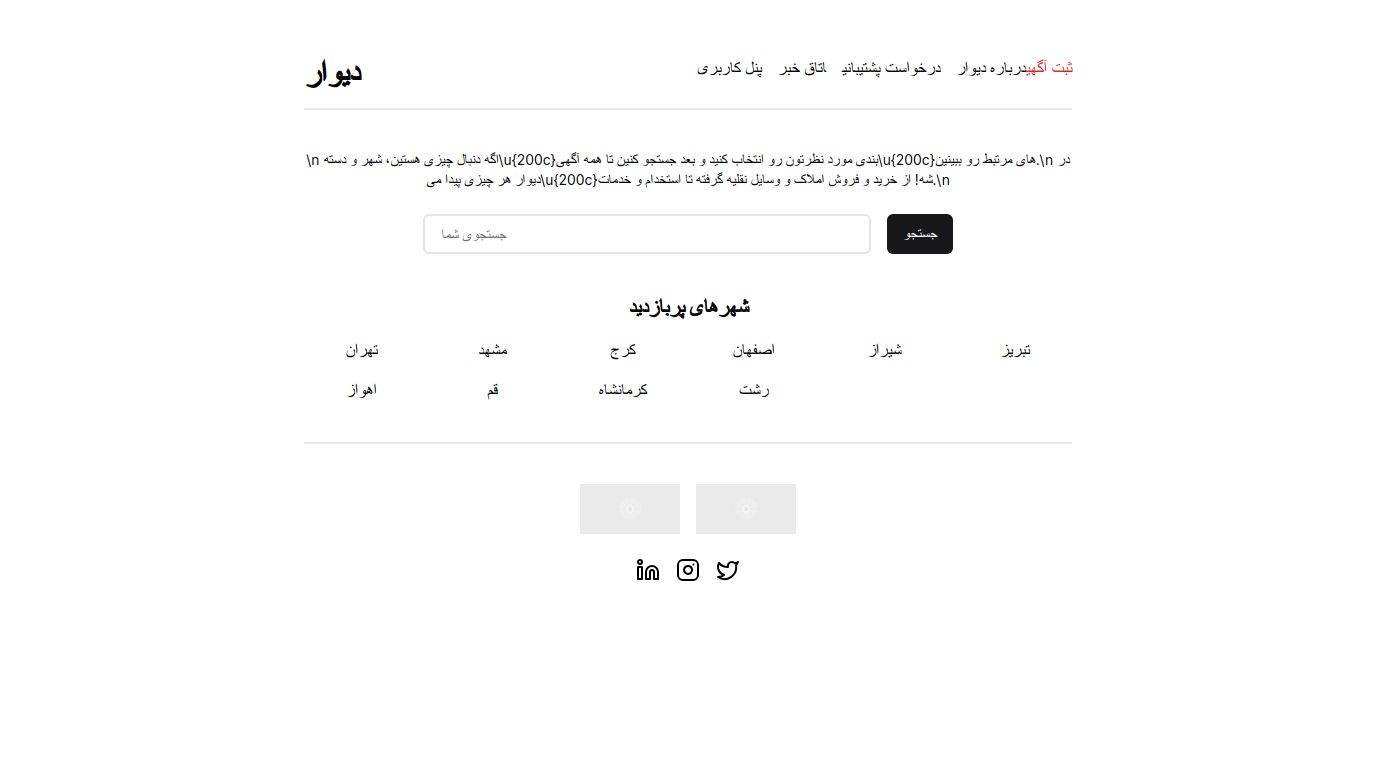 دیوار
ثبت آگهی درباره دیوار درخواست پشتیبانی اتاق خبر پنل کاربری
\n اگه دنبال چیزی هستین، شهر و دسته\u{200c}بندی مورد نظرتون رو انتخاب کنید و بعد جستجو کنین تا همه آگهی\u{200c}های مرتبط رو ببینین.\n در
دیوار هر چیزی پیدا می\u{200c}شه! از خرید و فروش املاک و وسایل نقلیه گرفته تا استخدام و خدمات.\n
جستجوی شما جستجو
شهرهای پربازدید
تهران مشهد کرج اصفهان شیراز تبریز
اهواز قم کرمانشاه رشت